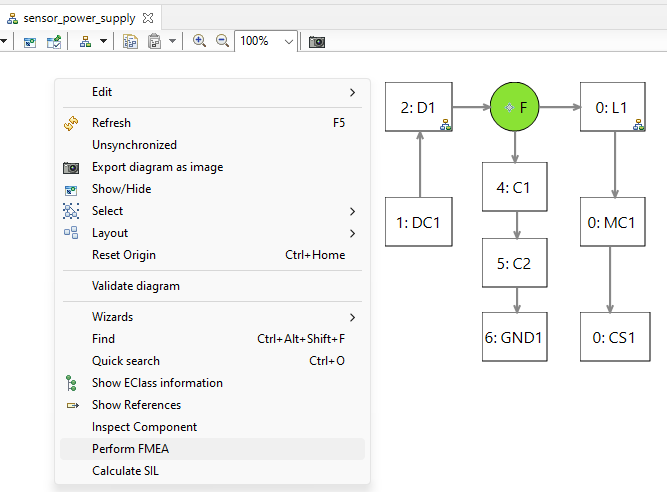 sensor_power_supply
100%
Edit
Refresh F5
Unsynchronized
Export diagram as image
Show/Hide
Select
Layout
Reset Origin Ctrl+Home
Validate diagram
Wizards
Find Ctrl+Alt+Shift+F
Quick search Ctrl+O
Show EClass information
Show References
Inspect Component
Perform FMEA
Calculate SIL
2: D1
F
0: L1
4: C1
1: DC1
0: MC1
5: C2
6: GND1
0: CS1